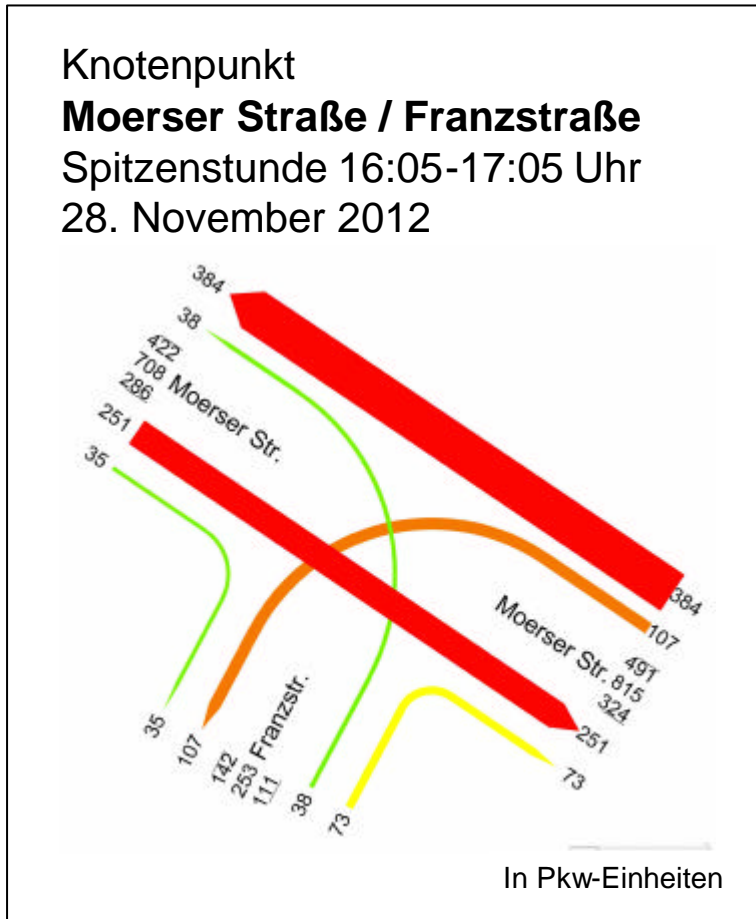 Knotenpunkt
Moerser Straße / Franzstraße
Spitzenstunde 16:05-17:05 Uhr
28. November 2012
384
38
422
708 Moerser Str.
286
251
35
384
107
491
Moerser Str. 815
324
251
73
35
107
142
253 Franzstr.
111
38
73
In Pkw-Einheiten